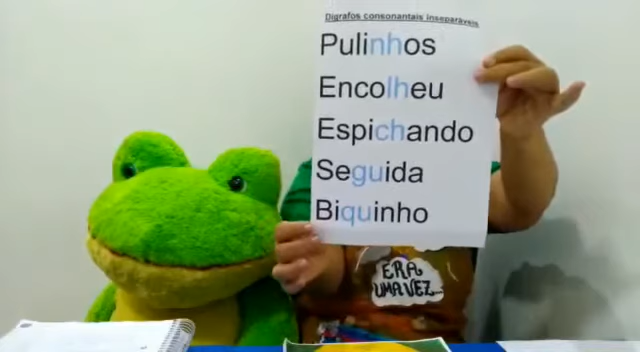 Dígrafos consonantais inseparáveis
Pulinhos
Encolheu
Espichando
Seguida
Biquinho
ERA
UMA VEZ...